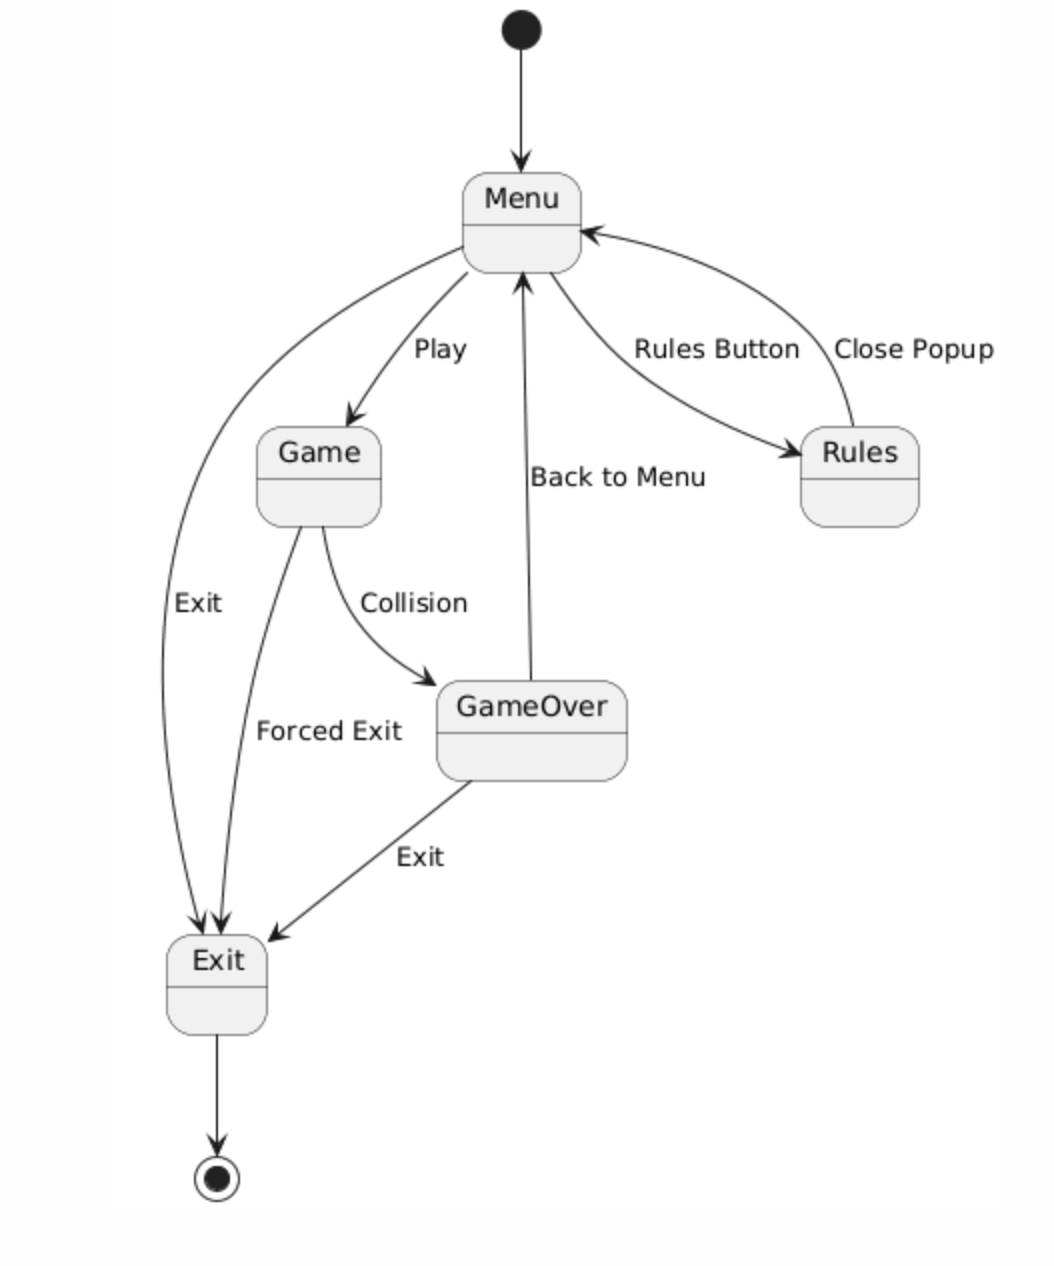 Menu
Play
Rules Button
Close Popup
Game
Rules
Back to Menu
Exit
Collision
GameOver
Forced Exit
Exit
Exit